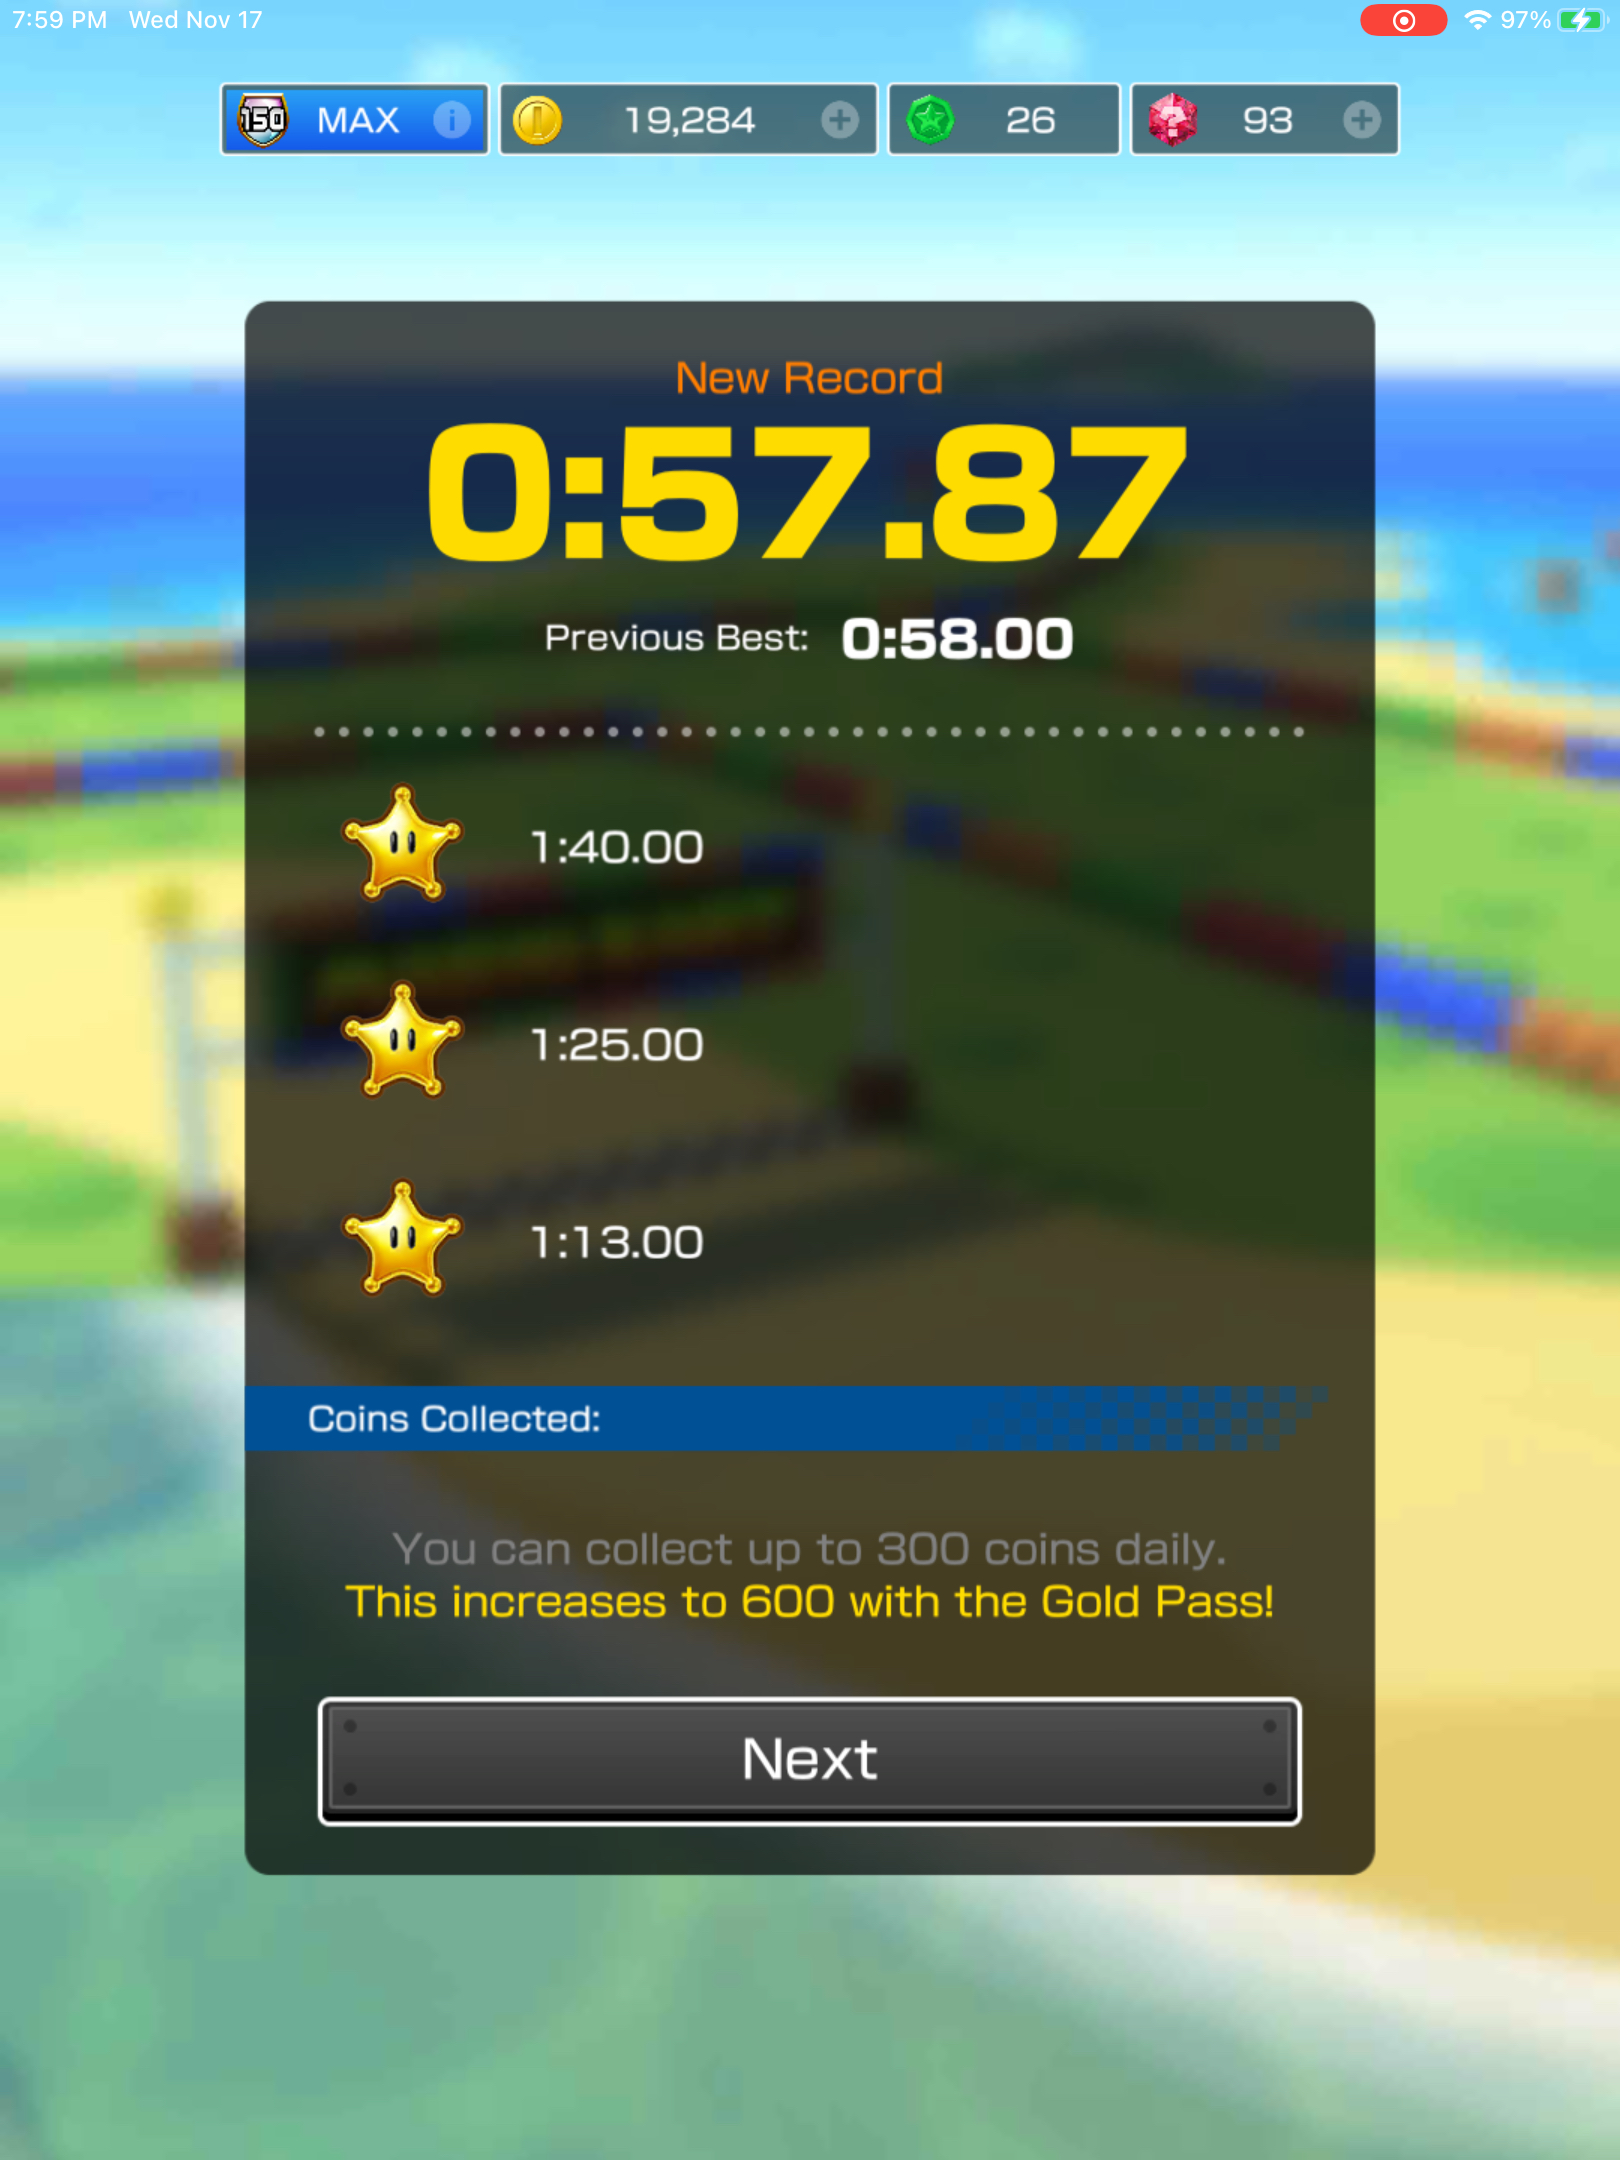 7:59 PM Wed Nov 17 97%
150 MAX i 19,284 + 26 ? 93 +
New Record
0:57.87
Previous Best: 0:58.00
1:40.00
1:25.00
1:13.00
Coins Collected:
You can collect up to 300 coins daily.
This increases to 600 with the Gold Pass!
Next